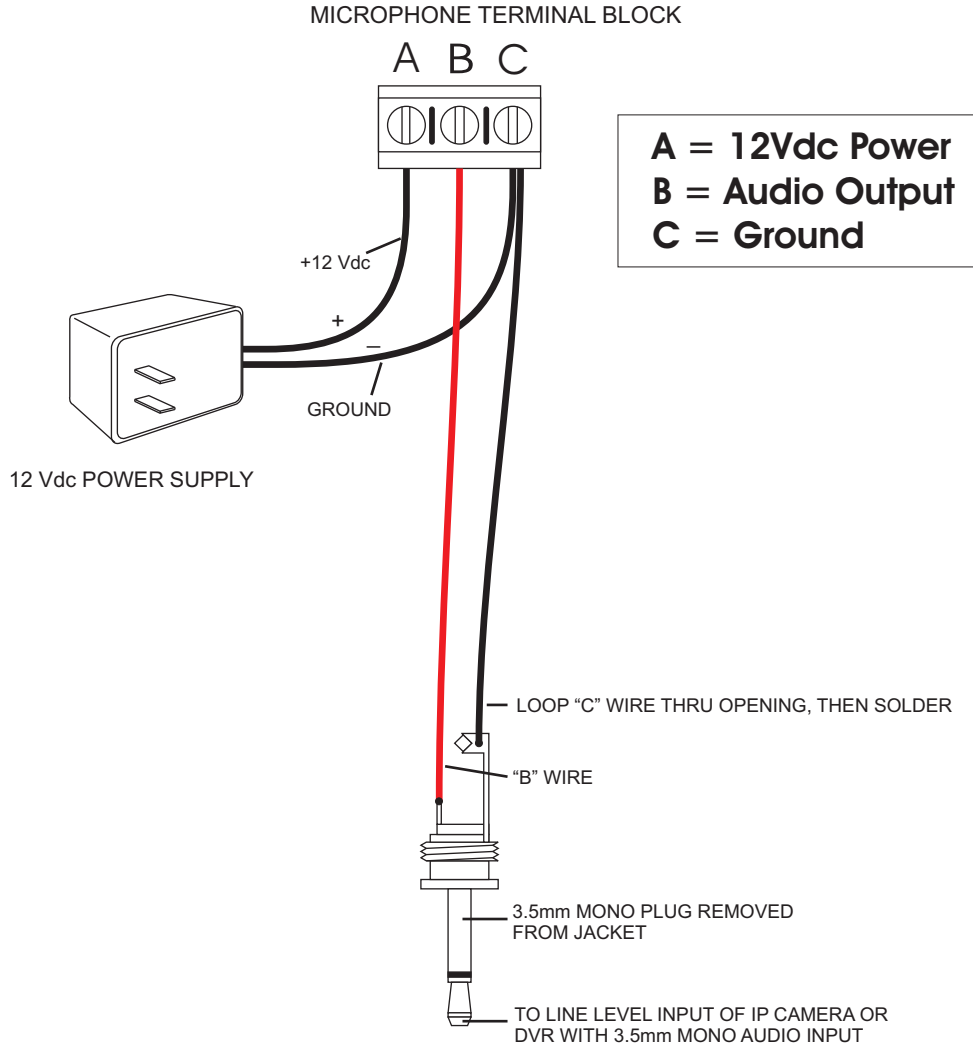 MICROPHONE TERMINAL BLOCK
A B C
A = 12Vdc Power
B = Audio Output
C = Ground
+12 Vdc
+
–
GROUND
12 Vdc POWER SUPPLY
LOOP “C” WIRE THRU OPENING, THEN SOLDER
“B” WIRE
3.5mm MONO PLUG REMOVED
FROM JACKET
TO LINE LEVEL INPUT OF IP CAMERA OR
DVR WITH 3.5mm MONO AUDIO INPUT